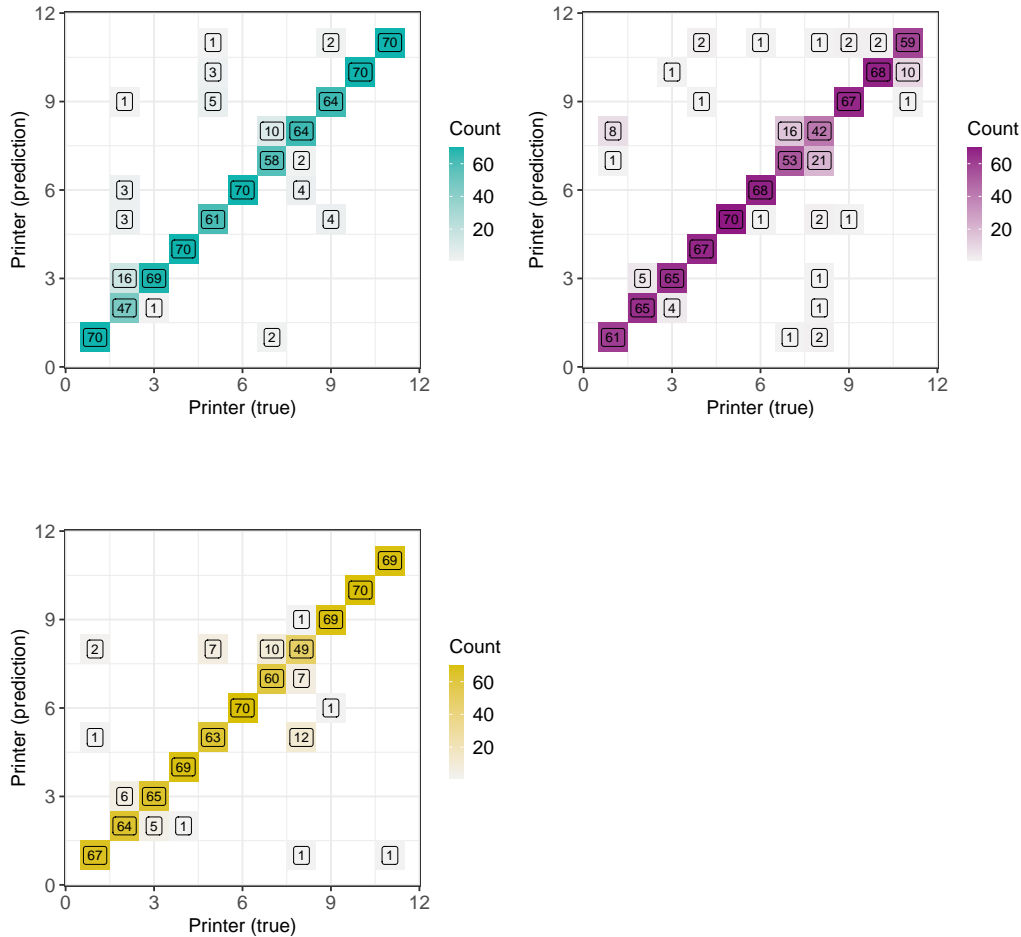 12
9
6
3
0
1 2 70
3 70
1 5 64
10 64
58 2
3 70 4
3 61 4
70
16 69
47 1
70 2
0 3 6 9 12
Printer (true)
Printer (prediction)
Count
60
40
20
12
9
6
3
0
2 1 1 2 2 59
1 68 10
1 67 1
8 16 42
1 53 21
68
70 1 2 1
67
5 65 1
65 4 1
61 1 1
0 3 6 9 12
Printer (true)
Printer (prediction)
Count
60
40
20
12
9
6
3
0
69
70
1 69
2 7 10 49
60 7
70 1
1 63 12
69
6 65
64 5 1
67 1 1
0 3 6 9 12
Printer (true)
Printer (prediction)
Count
60
40
20